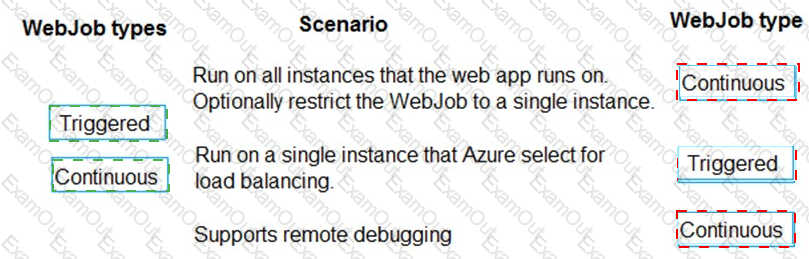 WebJob types
Scenario
WebJob type
Run on all instances that the web app runs on.
Optionally restrict the WebJob to a single instance.
Continuous
Triggered
Continuous
Run on a single instance that Azure select for
load balancing.
Triggered
Supports remote debugging
Continuous